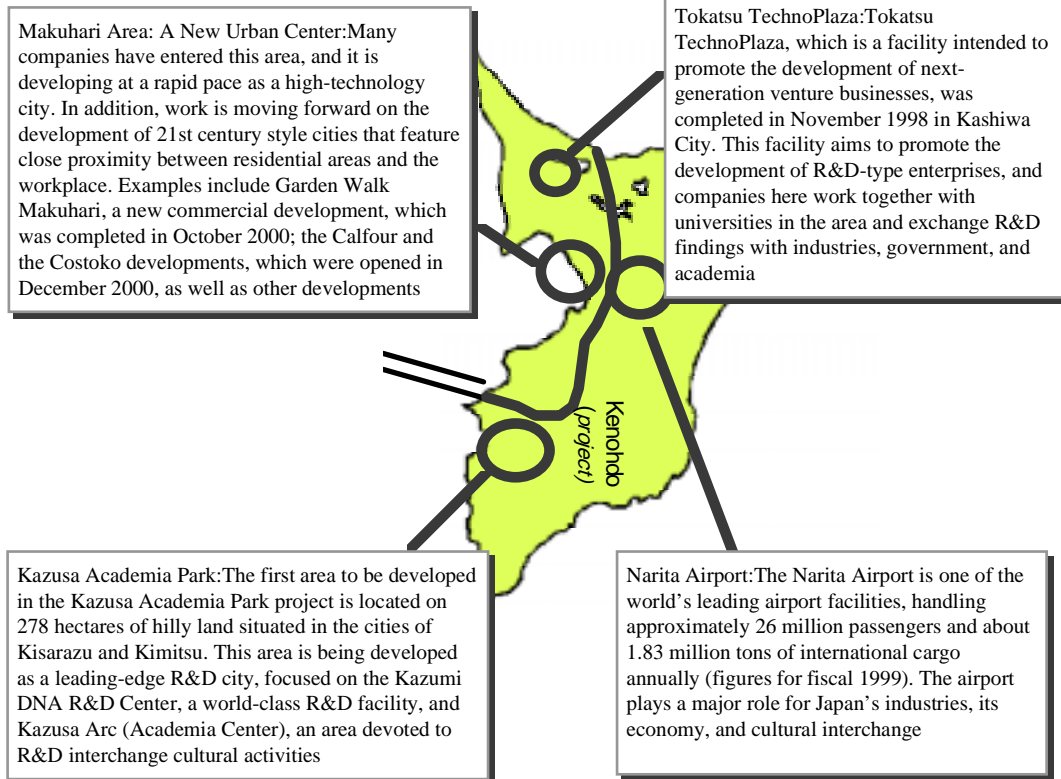 Makuhari Area: A New Urban Center:Many
companies have entered this area, and it is
developing at a rapid pace as a high-technology
city. In addition, work is moving forward on the
development of 21st century style cities that feature
close proximity between residential areas and the
workplace. Examples include Garden Walk
Makuhari, a new commercial development, which
was completed in October 2000; the Calfour and
the Costoko developments, which were opened in
December 2000, as well as other developments
Tokatsu TechnoPlaza:Tokatsu
TechnoPlaza, which is a facility intended to
promote the development of next-
generation venture businesses, was
completed in November 1998 in Kashiwa
City. This facility aims to promote the
development of R&D-type enterprises, and
companies here work together with
universities in the area and exchange R&D
findings with industries, government, and
academia
Kenohdo
(project)
Kazusa Academia Park:The first area to be developed
in the Kazusa Academia Park project is located on
278 hectares of hilly land situated in the cities of
Kisarazu and Kimitsu. This area is being developed
as a leading-edge R&D city, focused on the Kazumi
DNA R&D Center, a world-class R&D facility, and
Kazusa Arc (Academia Center), an area devoted to
R&D interchange cultural activities
Narita Airport:The Narita Airport is one of the
world's leading airport facilities, handling
approximately 26 million passengers and about
1.83 million tons of international cargo
annually (figures for fiscal 1999). The airport
plays a major role for Japan's industries, its
economy, and cultural interchange